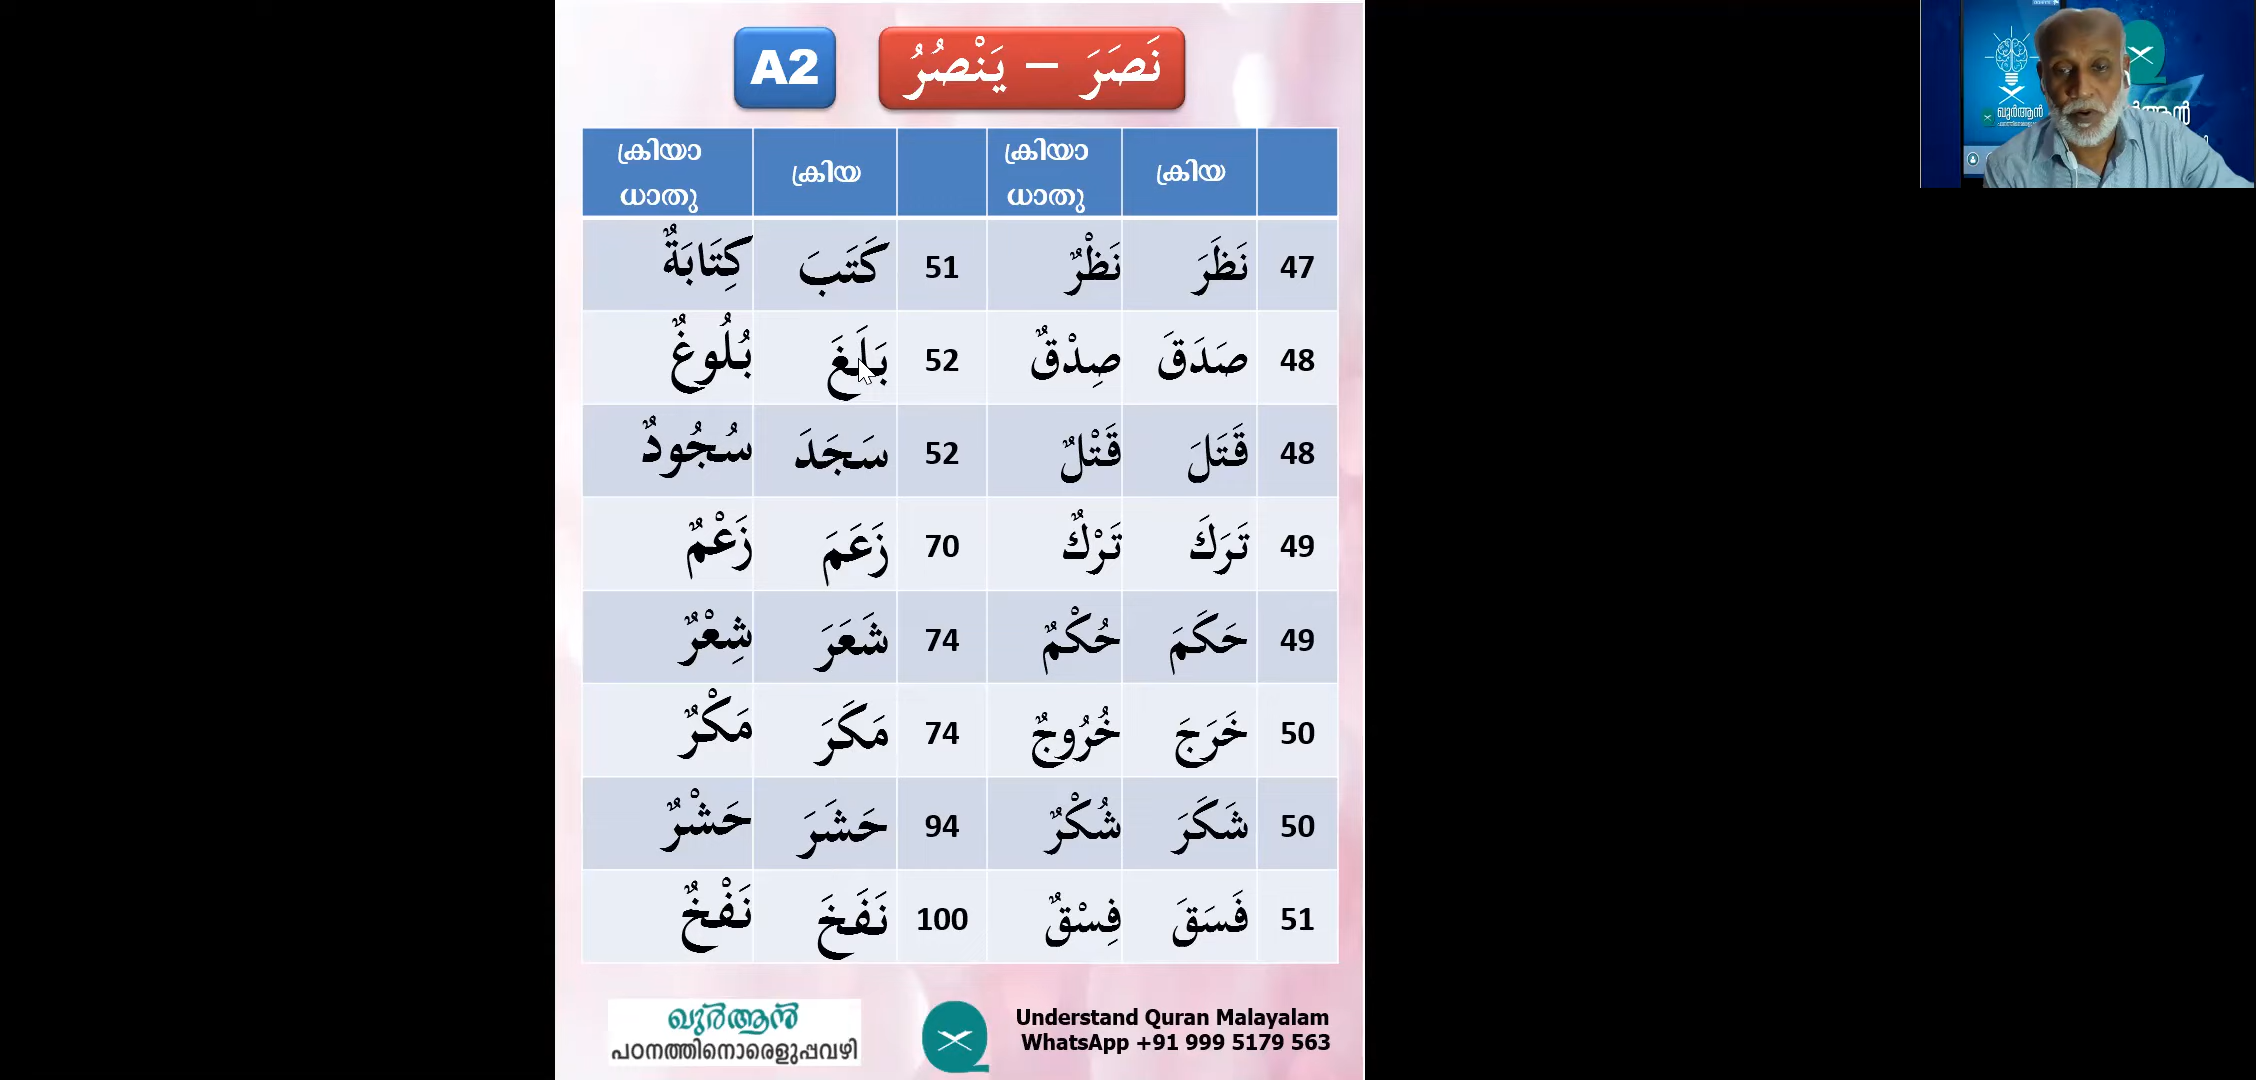 A2
نَصَرَ – يَنْصُرُ
ക്രിയ
ക്രിയാ
ധാതു
ക്രിയ
ക്രിയാ
ധാതു
47 نَظَرَ نَظْرٌ 51 كَتَبَ كِتَابَةٌ
48 صَدَقَ صِدْقٌ 52 بَلَغَ بُلُوغٌ
48 قَتَلَ قَتْلٌ 52 سَجَدَ سُجُودٌ
49 تَرَكَ تَرْكٌ 70 زَعَمَ زَعْمٌ
49 حَكَمَ حُكْمٌ 74 شَعَرَ شِعْرٌ
50 خَرَجَ خُرُوجٌ 74 مَكَرَ مَكْرٌ
50 شَكَرَ شُكْرٌ 94 حَشَرَ حَشْرٌ
51 فَسَقَ فِسْقٌ 100 نَفَخَ نَفْخٌ
ഖുർആൻ
പഠനത്തിനൊരെളുപ്പവഴി
Understand Quran Malayalam
WhatsApp +91 999 5179 563
ഖുർആൻ